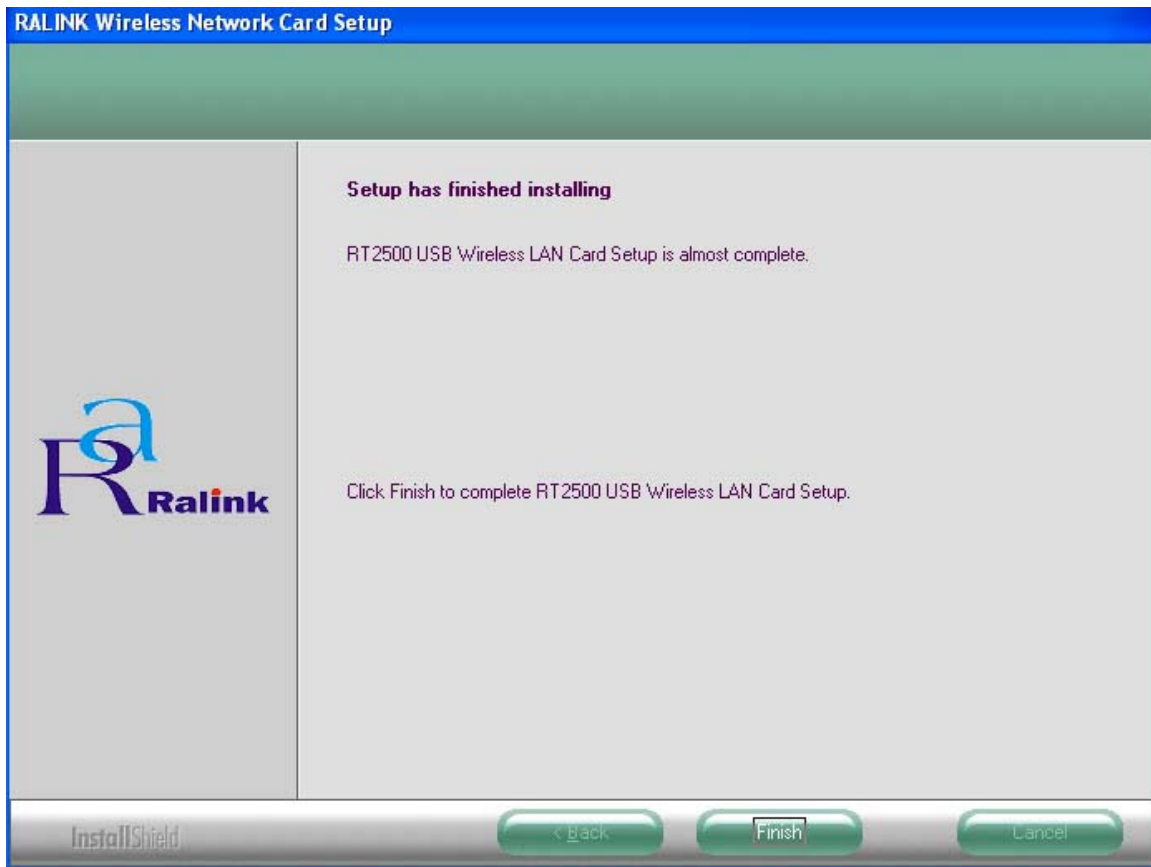 RALINK Wireless Network Card Setup
Setup has finished installing
RT2500 USB Wireless LAN Card Setup is almost complete.
Ra
Ralink
Click Finish to complete RT2500 USB Wireless LAN Card Setup.
InstallShield
< Back
Finish
Cancel